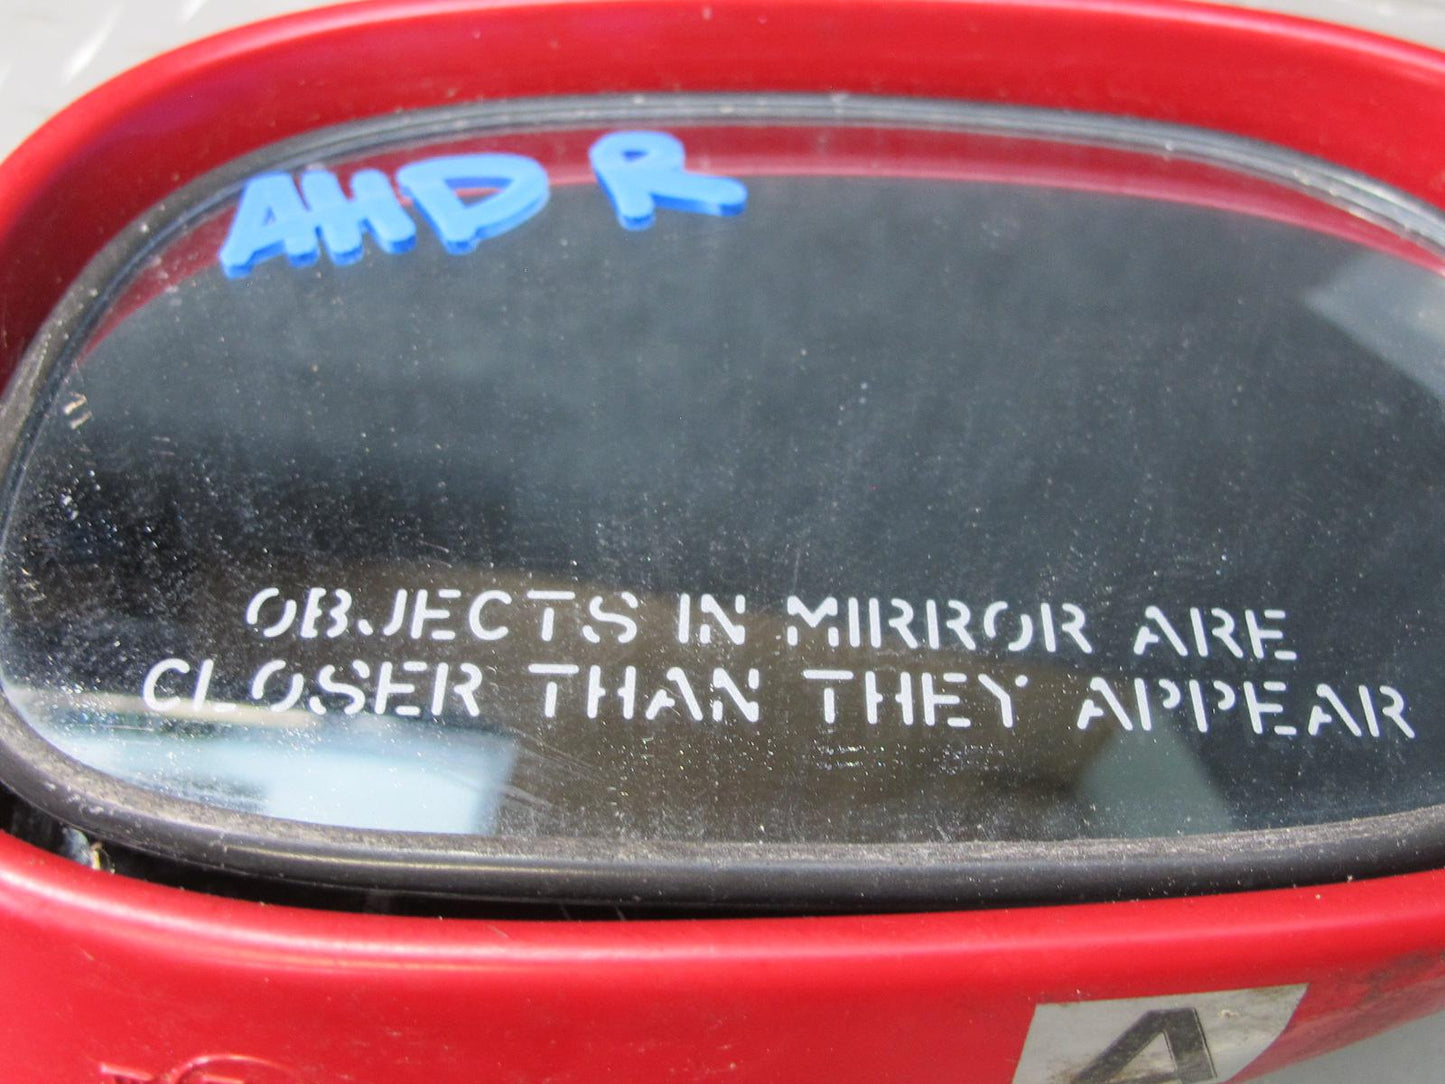 AHD R
OBJECTS IN MIRROR ARE
CLOSER THAN THEY APPEAR
A